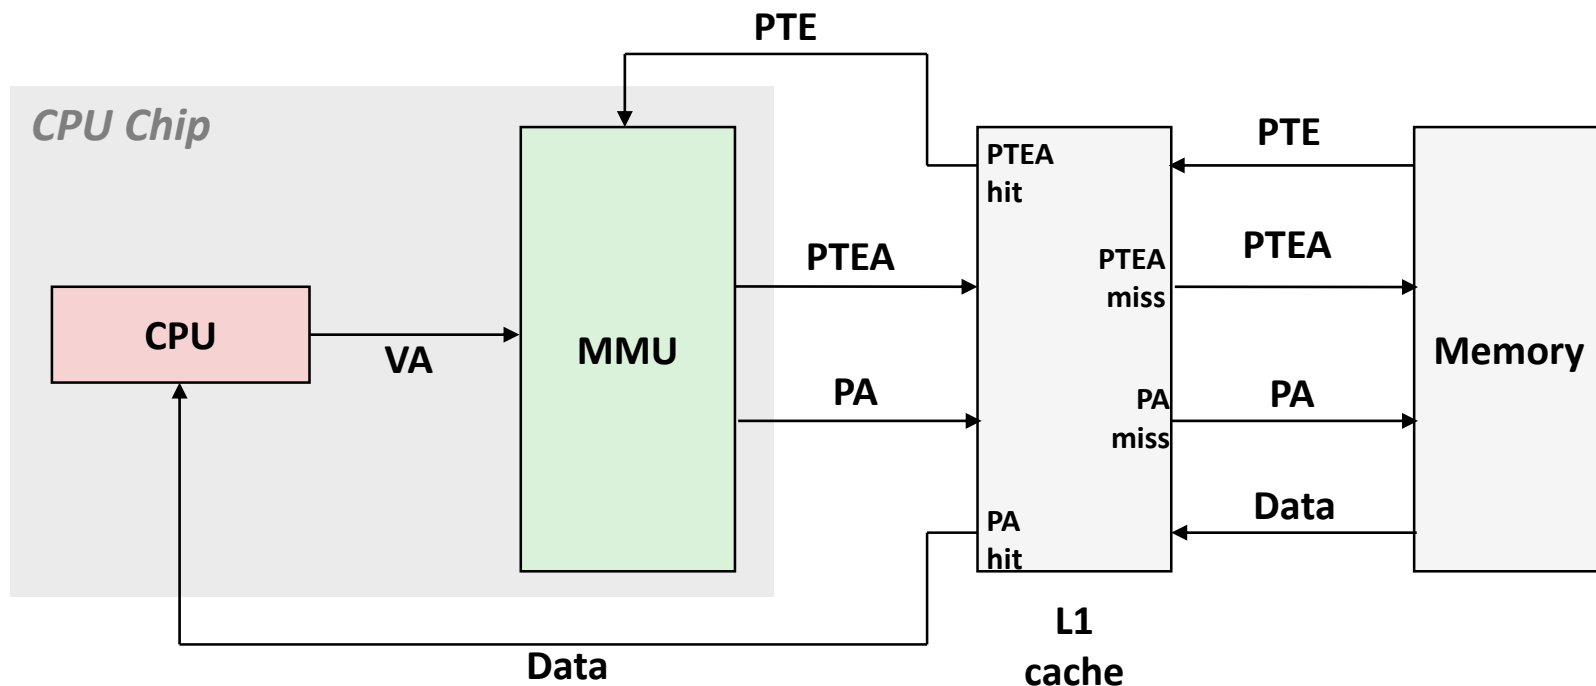 PTE
CPU Chip
PTEA
hit
PTE
PTEA
PTEA
miss
PTEA
CPU
VA
MMU
Memory
PA
PA
miss
PA
PA
hit
Data
L1
cache
Data